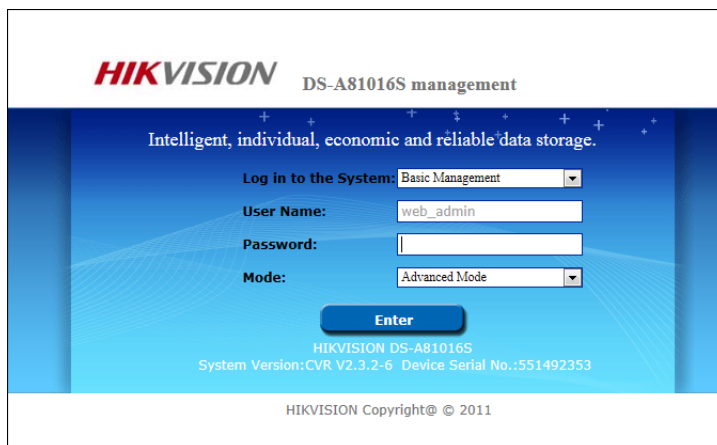 HIKVISION DS-A81016S management
Intelligent, individual, economic and reliable data storage.
Log in to the System: Basic Management
User Name: web_admin
Password:
Mode: Advanced Mode
Enter
HIKVISION DS-A81016S
System Version:CVR V2.3.2-6 Device Serial No.:551492353
HIKVISION Copyright@ © 2011